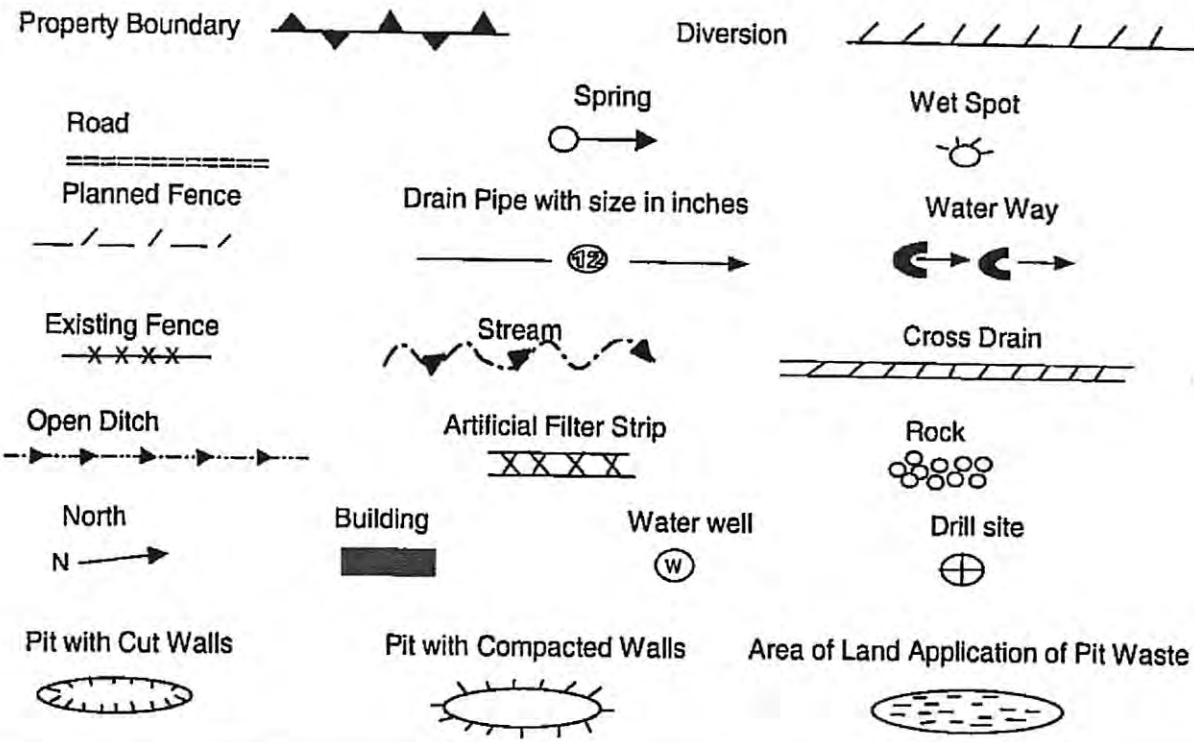 Property Boundary
Diversion
Spring
Wet Spot
Road
Planned Fence
Drain Pipe with size in inches
Water Way
12
Existing Fence
Stream
Cross Drain
X X X X
Open Ditch
Artificial Filter Strip
Rock
X X X X
North
Building
Water well
Drill site
N
W
Pit with Cut Walls
Pit with Compacted Walls
Area of Land Application of Pit Waste